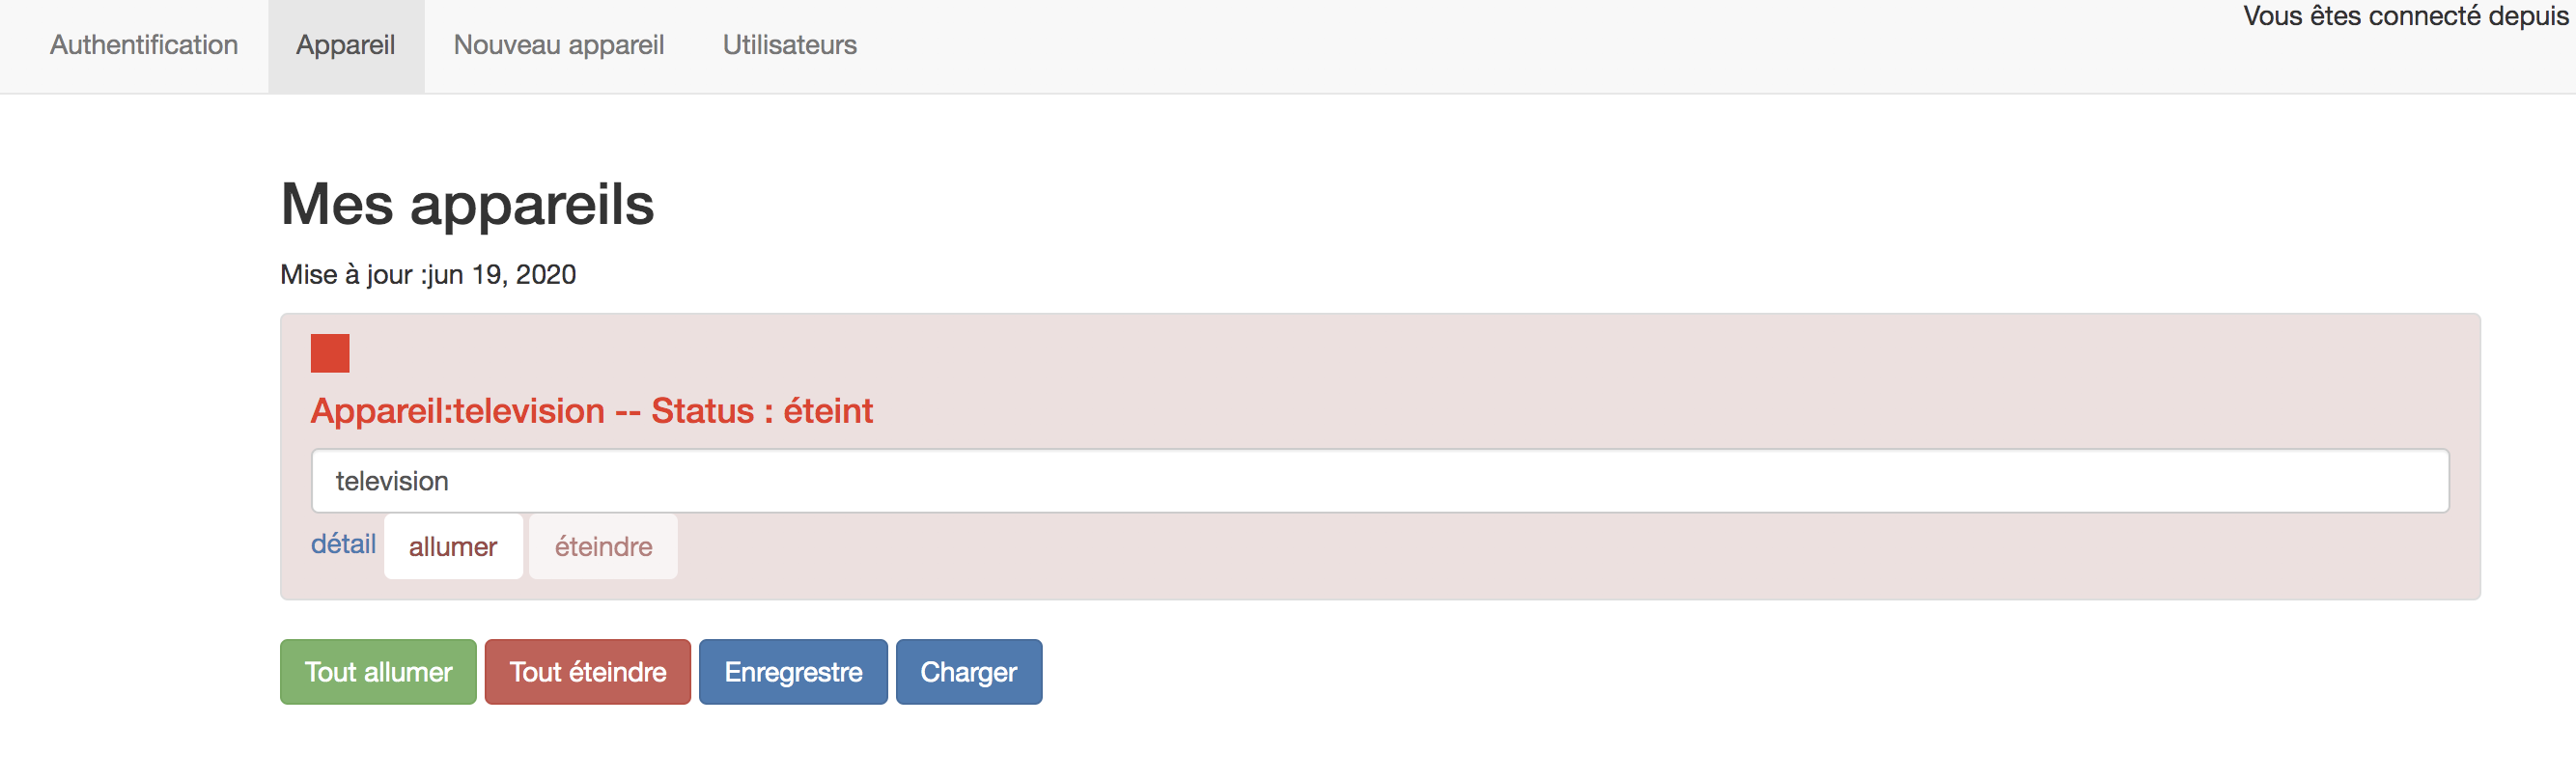 Authentification Appareil Nouveau appareil Utilisateurs
Vous êtes connecté depuis
Mes appareils
Mise à jour :jun 19, 2020
Appareil:television -- Status : éteint
television
détail allumer éteindre
Tout allumer Tout éteindre Enregrestre Charger